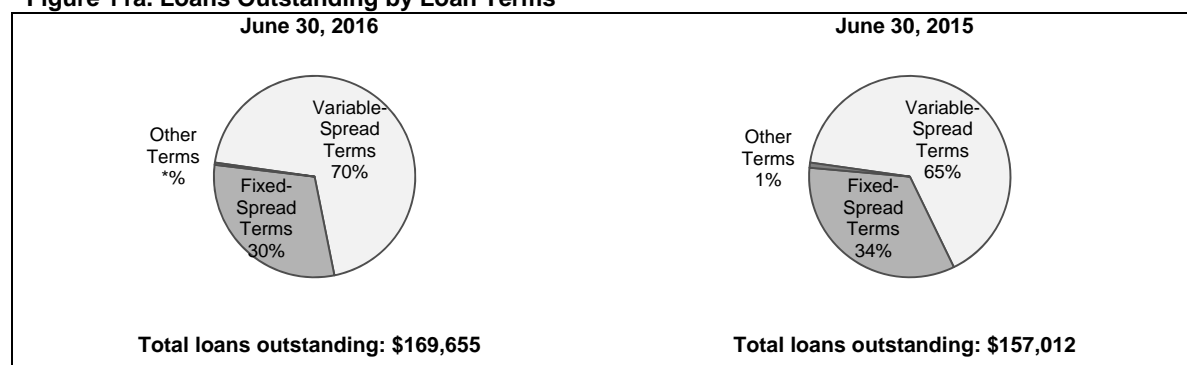 Figure 11a: Loans Outstanding by Loan Terms
June 30, 2016
Variable-
Spread
Terms
70%
Other
Terms
*%
Fixed-
Spread
Terms
30%
Total loans outstanding: $169,655
June 30, 2015
Variable-
Spread
Terms
65%
Other
Terms
1%
Fixed-
Spread
Terms
34%
Total loans outstanding: $157,012